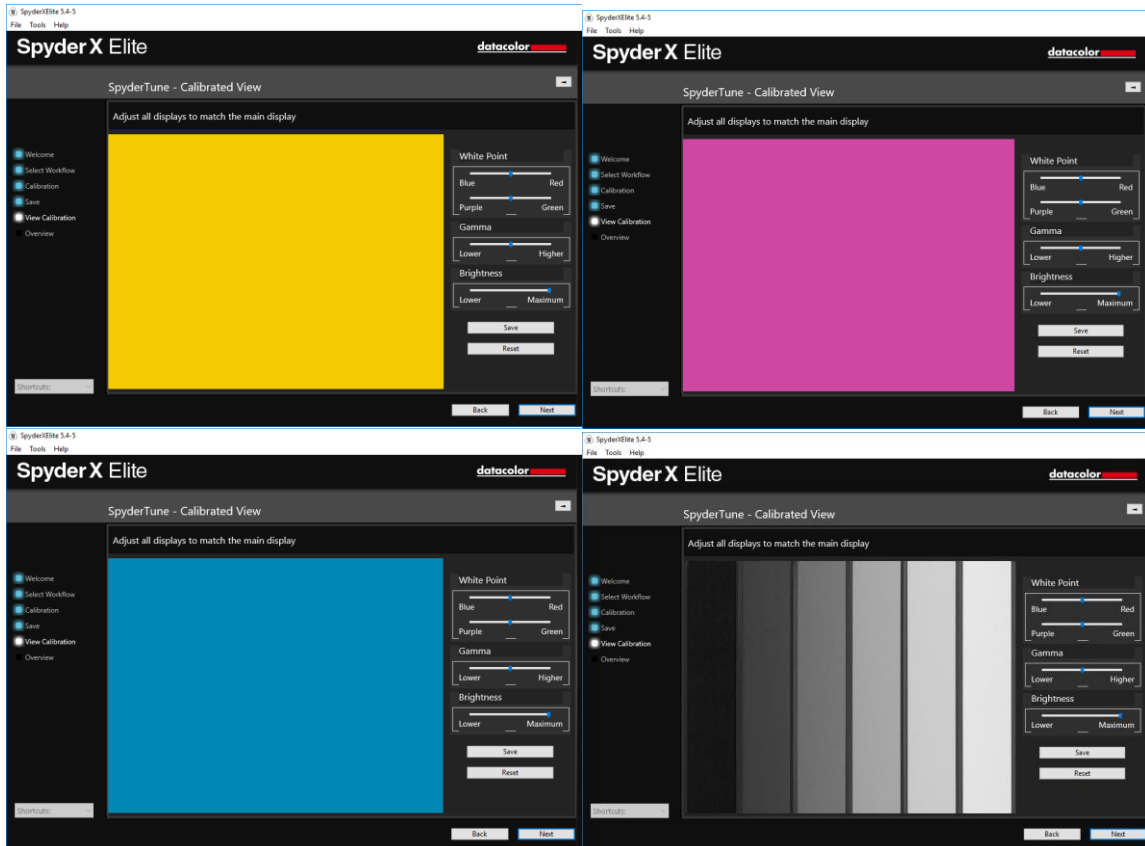 SpyderXElite 5.4-5
File Tools Help
Spyder X Elite
datacolor
SpyderTune - Calibrated View
Adjust all displays to match the main display
Welcome
Select Workflow
Calibration
Save
View Calibration
Overview
White Point
Blue Red
Purple Green
Gamma
Lower Higher
Brightness
Lower Maximum
Save
Reset
Shortcuts:
Back Next
SpyderXElite 5.4-5
File Tools Help
Spyder X Elite
datacolor
SpyderTune - Calibrated View
Adjust all displays to match the main display
Welcome
Select Workflow
Calibration
Save
View Calibration
Overview
White Point
Blue Red
Purple Green
Gamma
Lower Higher
Brightness
Lower Maximum
Save
Reset
Shortcuts:
Back Next
SpyderXElite 5.4-5
File Tools Help
Spyder X Elite
datacolor
SpyderTune - Calibrated View
Adjust all displays to match the main display
Welcome
Select Workflow
Calibration
Save
View Calibration
Overview
White Point
Blue Red
Purple Green
Gamma
Lower Higher
Brightness
Lower Maximum
Save
Reset
Shortcuts:
Back Next
SpyderXElite 5.4-5
File Tools Help
Spyder X Elite
datacolor
SpyderTune - Calibrated View
Adjust all displays to match the main display
Welcome
Select Workflow
Calibration
Save
View Calibration
Overview
White Point
Blue Red
Purple Green
Gamma
Lower Higher
Brightness
Lower Maximum
Save
Reset
Shortcuts:
Back Next